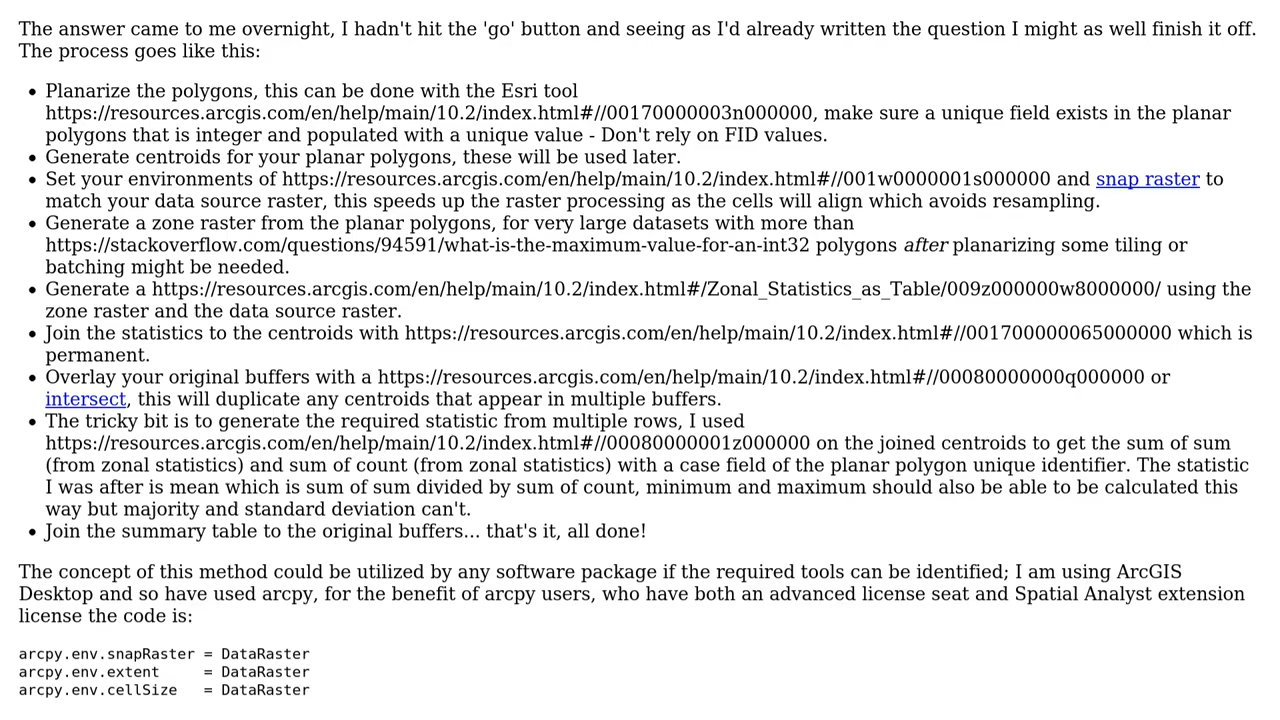 The answer came to me overnight, I hadn't hit the 'go' button and seeing as I'd already written the question I might as well finish it off.
The process goes like this:
• Planarize the polygons, this can be done with the Esri tool
https://resources.arcgis.com/en/help/main/10.2/index.html#//00170000003n000000, make sure a unique field exists in the planar
polygons that is integer and populated with a unique value - Don't rely on FID values.
• Generate centroids for your planar polygons, these will be used later.
• Set your environments of https://resources.arcgis.com/en/help/main/10.2/index.html#//001w0000001s000000 and snap raster to
match your data source raster, this speeds up the raster processing as the cells will align which avoids resampling.
• Generate a zone raster from the planar polygons, for very large datasets with more than
https://stackoverflow.com/questions/94591/what-is-the-maximum-value-for-an-int32 polygons after planarizing some tiling or
batching might be needed.
• Generate a https://resources.arcgis.com/en/help/main/10.2/index.html#/Zonal_Statistics_as_Table/009z000000w8000000/ using the
zone raster and the data source raster.
• Join the statistics to the centroids with https://resources.arcgis.com/en/help/main/10.2/index.html#//001700000065000000 which is
permanent.
• Overlay your original buffers with a https://resources.arcgis.com/en/help/main/10.2/index.html#//00080000000q000000 or
intersect, this will duplicate any centroids that appear in multiple buffers.
• The tricky bit is to generate the required statistic from multiple rows, I used
https://resources.arcgis.com/en/help/main/10.2/index.html#//00080000001z000000 on the joined centroids to get the sum of sum
(from zonal statistics) and sum of count (from zonal statistics) with a case field of the planar polygon unique identifier. The statistic
I was after is mean which is sum of sum divided by sum of count, minimum and maximum should also be able to be calculated this
way but majority and standard deviation can't.
• Join the summary table to the original buffers... that's it, all done!
The concept of this method could be utilized by any software package if the required tools can be identified; I am using ArcGIS
Desktop and so have used arcpy, for the benefit of arcpy users, who have both an advanced license seat and Spatial Analyst extension
license the code is:
arcpy.env.snapRaster = DataRaster
arcpy.env.extent     = DataRaster
arcpy.env.cellSize   = DataRaster